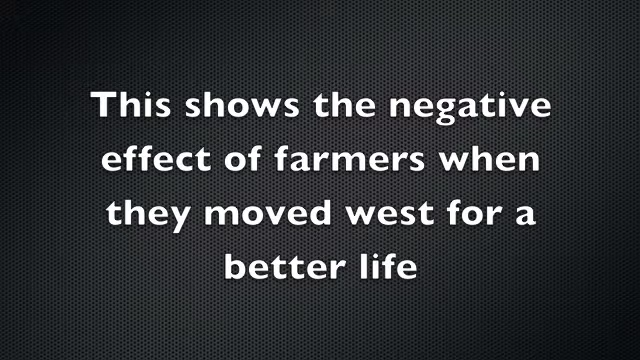 This shows the negative
effect of farmers when
they moved west for a
better life